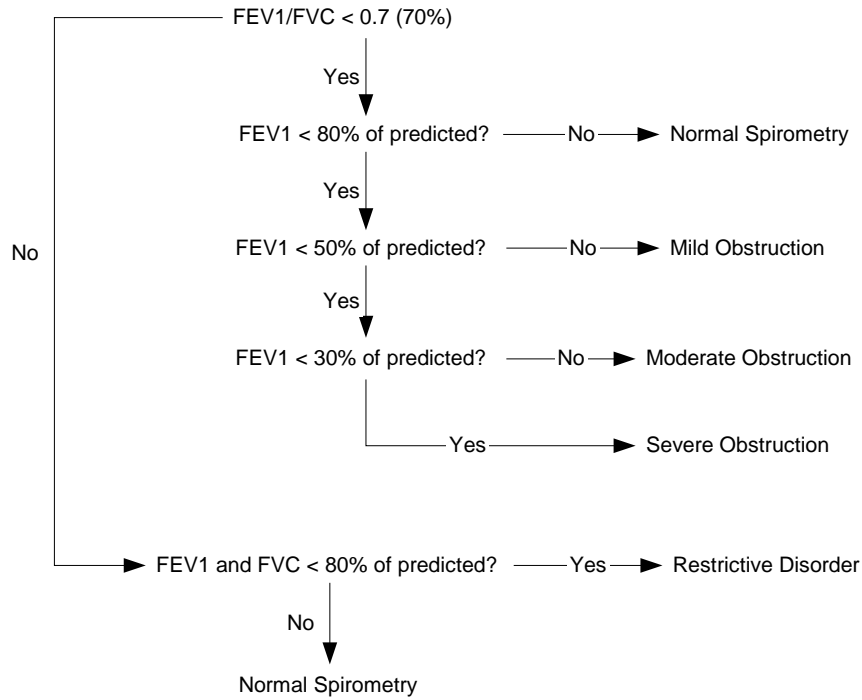 FEV1/FVC < 0.7 (70%)
Yes
FEV1 < 80% of predicted?
No
Normal Spirometry
Yes
No
FEV1 < 50% of predicted?
No
Mild Obstruction
Yes
FEV1 < 30% of predicted?
No
Moderate Obstruction
Yes
Severe Obstruction
FEV1 and FVC < 80% of predicted?
Yes
Restrictive Disorder
No
Normal Spirometry